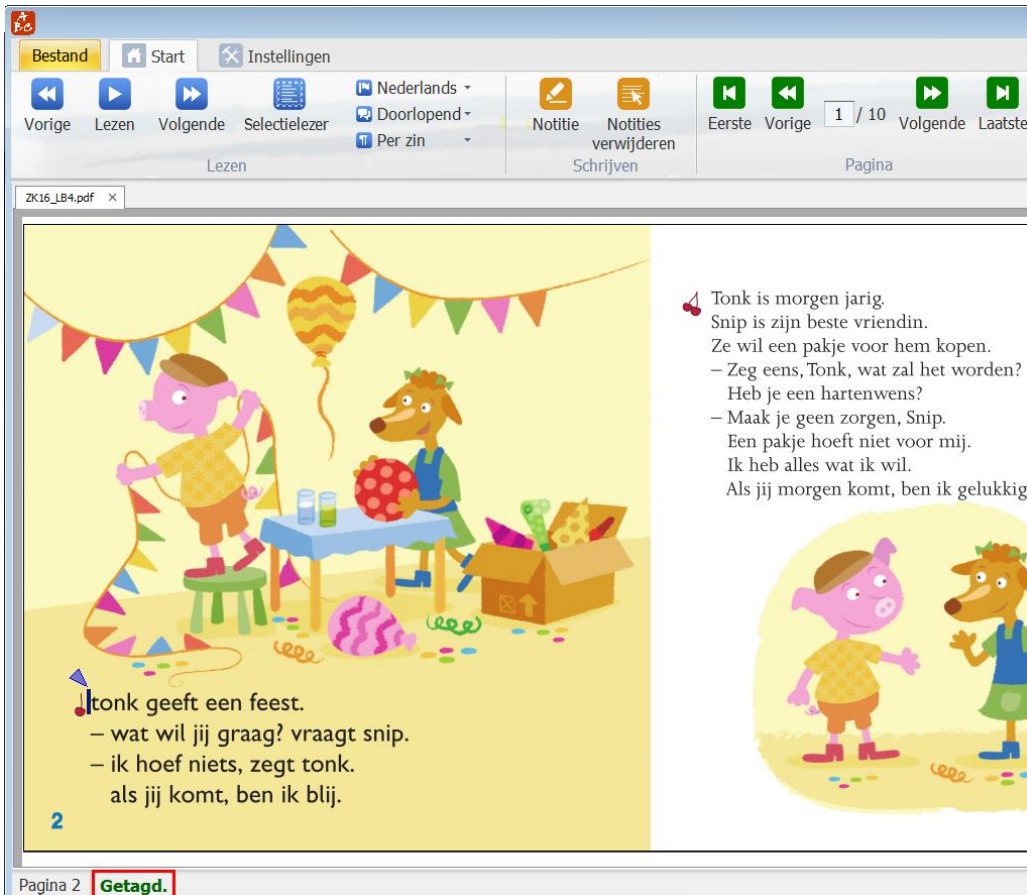 ABC
Bestand Start Instellingen
Vorige Lezen Volgende Selectielezer
Nederlands
Doorlopend
Per zin
Lezen
Notitie Notities verwijderen
Schrijven
Eerste Vorige 1 / 10 Volgende Laatste
Pagina
ZK16_LB4.pdf ×
tonk geeft een feest.
– wat wil jij graag? vraagt snip.
– ik hoef niets, zegt tonk.
als jij komt, ben ik blij.
2
Tonk is morgen jarig.
Snip is zijn beste vriendin.
Ze wil een pakje voor hem kopen.
– Zeg eens, Tonk, wat zal het worden?
Heb je een hartenwens?
– Maak je geen zorgen, Snip.
Een pakje hoeft niet voor mij.
Ik heb alles wat ik wil.
Als jij morgen komt, ben ik gelukkig
Pagina 2 Getagd.